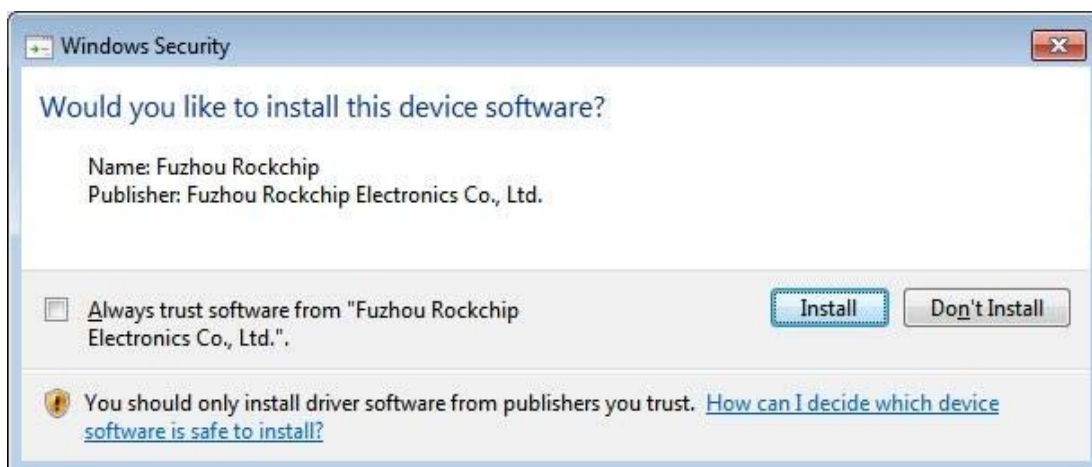 Windows Security
Would you like to install this device software?
Name: Fuzhou Rockchip
Publisher: Fuzhou Rockchip Electronics Co., Ltd.
Always trust software from "Fuzhou Rockchip
Electronics Co., Ltd.".
Install
Don't Install
You should only install driver software from publishers you trust. How can I decide which device
software is safe to install?